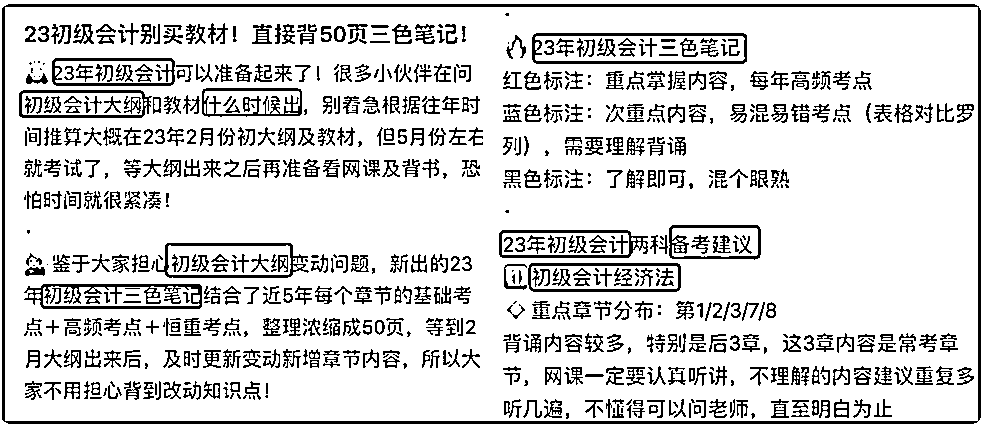 23初级会计别买教材！直接背50页三色笔记！
23年初级会计可以准备起来了！很多小伙伴在问
初级会计大纲和教材什么时候出，别着急根据往年时
间推算大概在23年2月份初大纲及教材，但5月份左右
就考试了，等大纲出来之后再准备看网课及背书，恐
怕时间就很紧凑！
鉴于大家担心初级会计大纲变动问题，新出的23
年初级会计三色笔记结合了近5年每个章节的基础考
点＋高频考点＋恒重考点，整理浓缩成50页，等到2
月大纲出来后，及时更新变动新增章节内容，所以大
家不用担心背到改动知识点！
23年初级会计三色笔记
红色标注：重点掌握内容，每年高频考点
蓝色标注：次重点内容，易混易错考点（表格对比罗
列），需要理解背诵
黑色标注：了解即可，混个眼熟
23年初级会计两科备考建议
初级会计经济法
◇ 重点章节分布：第1/2/3/7/8
背诵内容较多，特别是后3章，这3章内容是常考章
节，网课一定要认真听讲，不理解的内容建议重复多
听几遍，不懂得可以问老师，直至明白为止